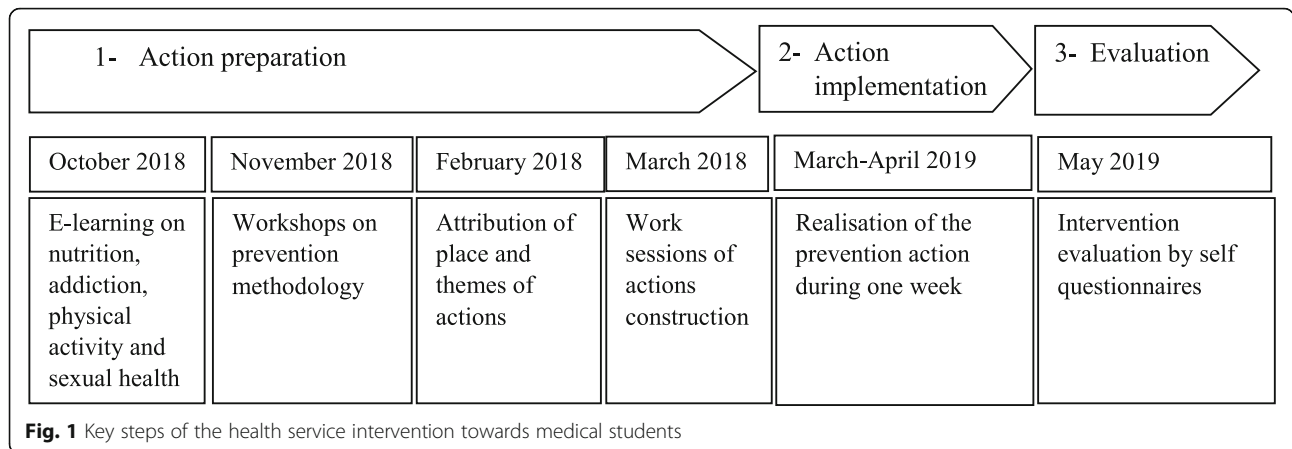 1- Action preparation
2- Action
implementation
3- Evaluation
October 2018
November 2018
February 2018
March 2018
March-April 2019
May 2019
E-learning on
nutrition,
addiction,
physical
activity and
sexual health
Workshops on
prevention
methodology
Attribution of
place and
themes of
actions
Work
sessions of
actions
construction
Realisation of the
prevention action
during one week
Intervention
evaluation by self
questionnaires
Fig. 1 Key steps of the health service intervention towards medical students